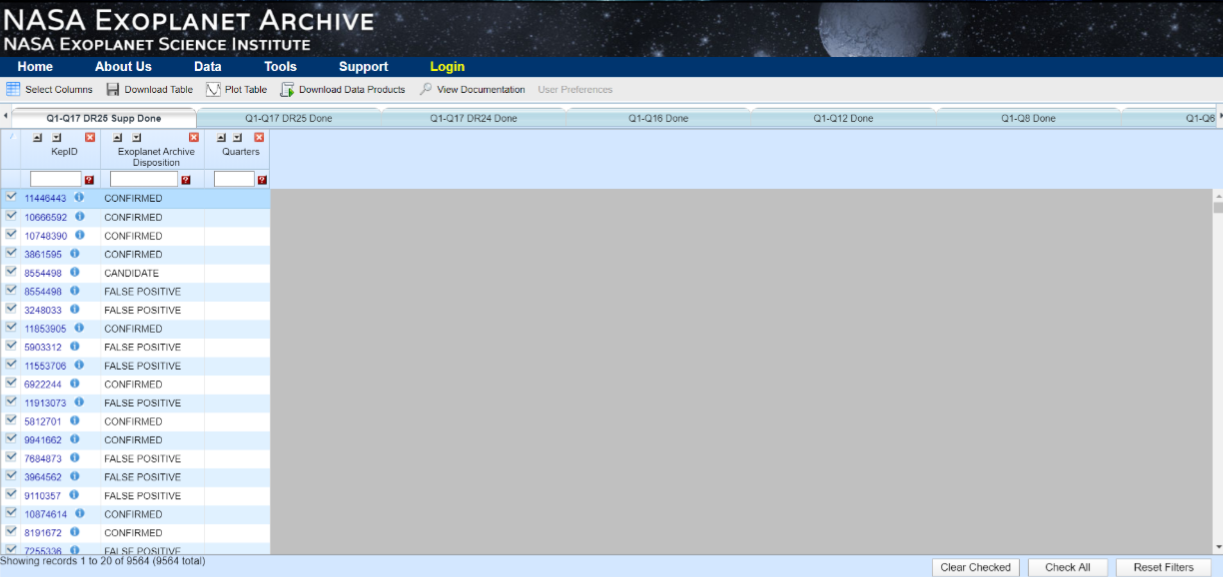 NASA EXOPLANET ARCHIVE
NASA EXOPLANET SCIENCE INSTITUTE
Home About Us Data Tools Support Login
Select Columns Download Table Plot Table Download Data Products View Documentation User Preferences
Q1-Q17 DR25 Supp Done Q1-Q17 DR25 Done Q1-Q17 DR24 Done Q1-Q16 Done Q1-Q12 Done Q1-Q8 Done Q1-Q6
KepID Exoplanet Archive Quarters
Disposition
11446443 CONFIRMED
10666592 CONFIRMED
10748390 CONFIRMED
3861595 CONFIRMED
8554498 CANDIDATE
8554498 FALSE POSITIVE
3248033 FALSE POSITIVE
11853905 CONFIRMED
5903312 FALSE POSITIVE
11553706 FALSE POSITIVE
6922244 CONFIRMED
11913073 FALSE POSITIVE
5812701 CONFIRMED
9941662 CONFIRMED
7684873 FALSE POSITIVE
3964562 FALSE POSITIVE
9110357 FALSE POSITIVE
10874614 CONFIRMED
8191672 CONFIRMED
7255336 FALSE POSITIVE
Showing records 1 to 20 of 9564 (9564 total)
Clear Checked Check All Reset Filters